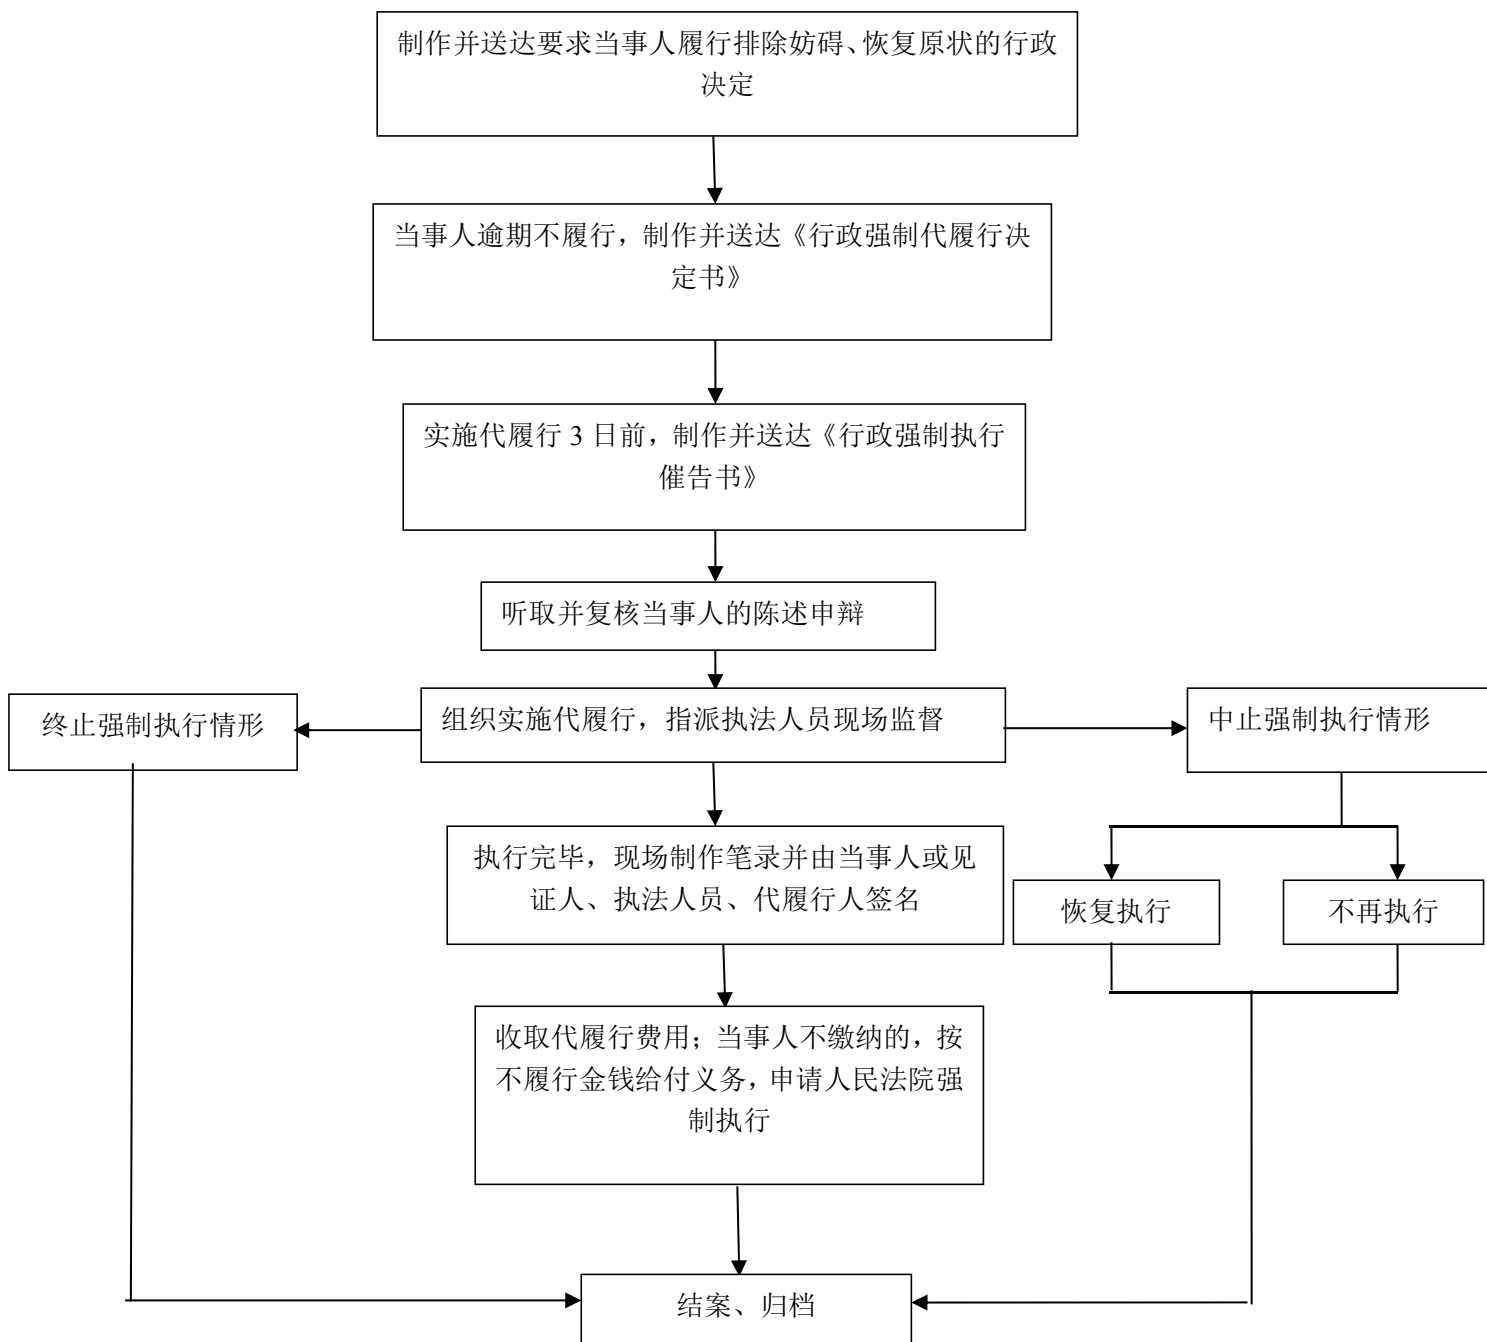 制作并送达要求当事人履行排除妨碍、恢复原状的行政
决定
当事人逾期不履行，制作并送达《行政强制代履行决
定书》
实施代履行 3 日前，制作并送达《行政强制执行
催告书》
听取并复核当事人的陈述申辩
终止强制执行情形
组织实施代履行，指派执法人员现场监督
中止强制执行情形
执行完毕，现场制作笔录并由当事人或见
证人、执法人员、代履行人签名
恢复执行
不再执行
收取代履行费用；当事人不缴纳的，按
不履行金钱给付义务，申请人民法院强
制执行
结案、归档